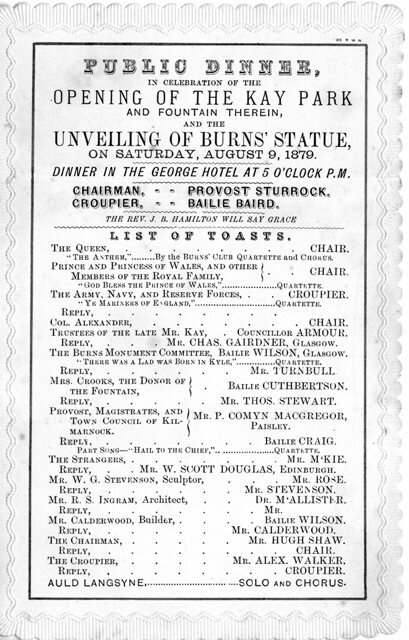 PUBLIC DINNER,
IN CELEBRATION OF THE
OPENING OF THE KAY PARK
AND FOUNTAIN THEREIN,
AND THE
UNVEILING OF BURNS' STATUE,
ON SATURDAY, AUGUST 9, 1879.
DINNER IN THE GEORGE HOTEL AT 5 O'CLOCK P.M.
CHAIRMAN, - - PROVOST STURROCK.
CROUPIER, - - BAILIE BAIRD.
THE REV. J. B. HAMILTON WILL SAY GRACE
LIST OF TOASTS.
THE QUEEN, . . . . . . . CHAIR.
"THE ANTHEM,".........By the BURNS' CLUB QUARTETTE AND CHORUS.
PRINCE AND PRINCESS OF WALES, AND OTHER } . CHAIR.
MEMBERS OF THE ROYAL FAMILY,
"GOD BLESS THE PRINCE OF WALES,"..................QUARTETTE.
THE ARMY, NAVY, AND RESERVE FORCES, . . CROUPIER.
"YE MARINERS OF ENGLAND,"..................QUARTETTE.
REPLY, . . . . . . .
COL. ALEXANDER, . . . . . . CHAIR.
TRUSTEES OF THE LATE MR. KAY, . COUNCILLOR ARMOUR.
REPLY, . . . MR. CHAS. GAIRDNER, GLASGOW.
THE BURNS MONUMENT COMMITTEE, BAILIE WILSON, GLASGOW.
"THERE WAS A LAD WAS BORN IN KYLE,"..................QUARTETTE.
REPLY, . . . . . MR. TURNBULL.
MRS. CROOKS, THE DONOR OF } . BAILIE CUTHBERTSON.
THE FOUNTAIN,
REPLY, . . . . MR. THOS. STEWART.
PROVOST, MAGISTRATES, AND } MR. P. COMYN MACGREGOR,
TOWN COUNCIL OF KIL- PAISLEY.
MARNOCK.
REPLY, . . . . . BAILIE CRAIG.
PART SONG—"HAIL TO THE CHIEF,"..................QUARTETTE.
THE STRANGERS, . . . . . MR. M'KIE.
REPLY, . . MR. W. SCOTT DOUGLAS, EDINBURGH.
MR. W. G. STEVENSON, Sculptor, . . MR. ROSE.
REPLY, . . . . . MR. STEVENSON.
MR. R. S. INGRAM, Architect, . DR. M'ALLISTER.
REPLY, . . . . . MR.
MR. CALDERWOOD, Builder, . . BAILIE WILSON.
REPLY, . . . . MR. CALDERWOOD.
THE CHAIRMAN, . . . . MR. HUGH SHAW.
REPLY, . . . . . . CHAIR.
THE CROUPIER, . . . MR. ALEX. WALKER.
REPLY, . . . . . . CROUPIER.
AULD LANGSYNE,..................SOLO AND CHORUS.